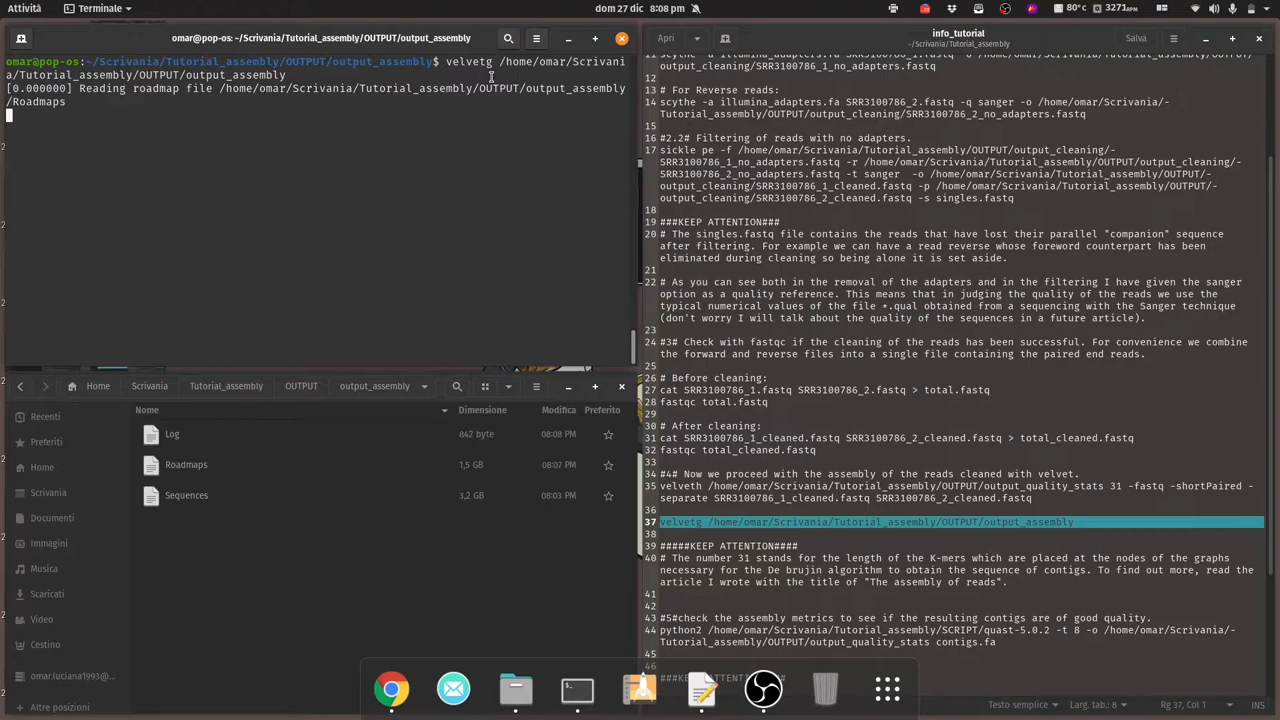 Attività
Terminale
dom 27 dic 8:08 pm
80°c
3271RPM
omar@pop-os: ~/Scrivania/Tutorial_assembly/OUTPUT/output_assembly
omar@pop-os:~/Scrivania/Tutorial_assembly/OUTPUT/output_assembly$ velvetg /home/omar/Scrivani
a/Tutorial_assembly/OUTPUT/output_assembly
[0.000000] Reading roadmap file /home/omar/Scrivania/Tutorial_assembly/OUTPUT/output_assembly
/Roadmaps
Home
Scrivania
Tutorial_assembly
OUTPUT
output_assembly
Recenti
Preferiti
Home
Scrivania
Documenti
Immagini
Musica
Scaricati
Video
Cestino
omar.luciana1993@...
Altre posizioni
Nome Dimensione Modifica Preferito
Log 842 byte 08:08 PM
Roadmaps 1,5 GB 08:07 PM
Sequences 3,2 GB 08:03 PM
Apri
info_tutorial
~/Scrivania/Tutorial_assembly
Salva
output_cleaning/SRR3100786_1_no_adapters.fastq
12
13 # For Reverse reads:
14 scythe -a illumina_adapters.fa SRR3100786_2.fastq -q sanger -o /home/omar/Scrivania/-
Tutorial_assembly/OUTPUT/output_cleaning/SRR3100786_2_no_adapters.fastq
15
16 #2.2# Filtering of reads with no adapters.
17 sickle pe -f /home/omar/Scrivania/Tutorial_assembly/OUTPUT/output_cleaning/-
SRR3100786_1_no_adapters.fastq -r /home/omar/Scrivania/Tutorial_assembly/OUTPUT/output_cleaning/-
SRR3100786_2_no_adapters.fastq -t sanger  -o /home/omar/Scrivania/Tutorial_assembly/OUTPUT/-
output_cleaning/SRR3100786_1_cleaned.fastq -p /home/omar/Scrivania/Tutorial_assembly/OUTPUT/-
output_cleaning/SRR3100786_2_cleaned.fastq -s singles.fastq
18
19 ###KEEP ATTENTION###
20 # The singles.fastq file contains the reads that have lost their parallel "companion" sequence
after filtering. For example we can have a read reverse whose foreword counterpart has been
eliminated during cleaning so being alone it is set aside.
21
22 # As you can see both in the removal of the adapters and in the filtering I have given the sanger
option as a quality reference. This means that in judging the quality of the reads we use the
typical numerical values of the file *.qual obtained from a sequencing with the Sanger technique
(don't worry I will talk about the quality of the sequences in a future article).
23
24 #3# Check with fastqc if the cleaning of the reads has been successful. For convenience we combine
the forward and reverse files into a single file containing the paired end reads.
25
26 # Before cleaning:
27 cat SRR3100786_1.fastq SRR3100786_2.fastq > total.fastq
28 fastqc total.fastq
29
30 # After cleaning:
31 cat SRR3100786_1_cleaned.fastq SRR3100786_2_cleaned.fastq > total_cleaned.fastq
32 fastqc total_cleaned.fastq
33
34 #4# Now we proceed with the assembly of the reads cleaned with velvet.
35 velveth /home/omar/Scrivania/Tutorial_assembly/OUTPUT/output_quality_stats 31 -fastq -shortPaired -
separate SRR3100786_1_cleaned.fastq SRR3100786_2_cleaned.fastq
36
37 velvetg /home/omar/Scrivania/Tutorial_assembly/OUTPUT/output_assembly
38
39 #####KEEP ATTENTION####
40 # The number 31 stands for the length of the K-mers which are placed at the nodes of the graphs
necessary for the De brujin algorithm to obtain the sequence of contigs. To find out more, read the
article I wrote with the title of "The assembly of reads".
41
42
43 #5#check the assembly metrics to see if the resulting contigs are of good quality.
44 python2 /home/omar/Scrivania/Tutorial_assembly/SCRIPT/quast-5.0.2 -t 8 -o /home/omar/Scrivania/-
Tutorial_assembly/OUTPUT/output_quality_stats contigs.fa
45
46
Testo semplice
Larg. tab.: 8
Rg 37, Col 1
INS